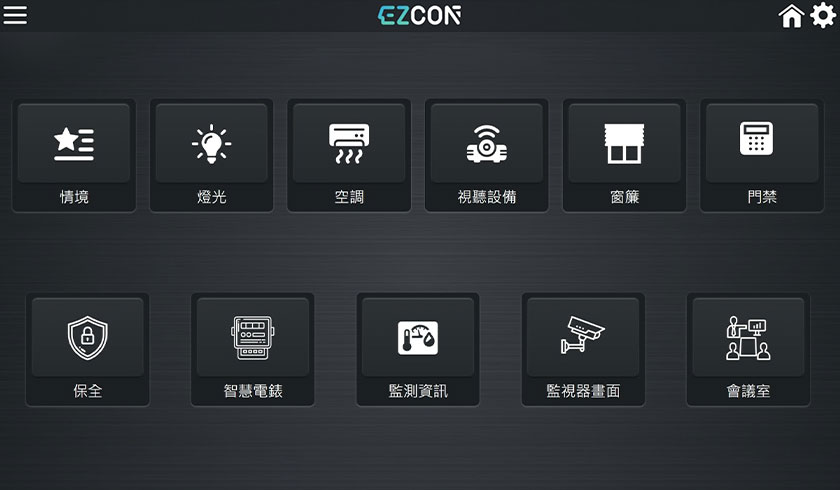 EZCON
情境
燈光
空調
視聽設備
窗簾
門禁
保全
智慧電錶
監測資訊
監視器畫面
會議室